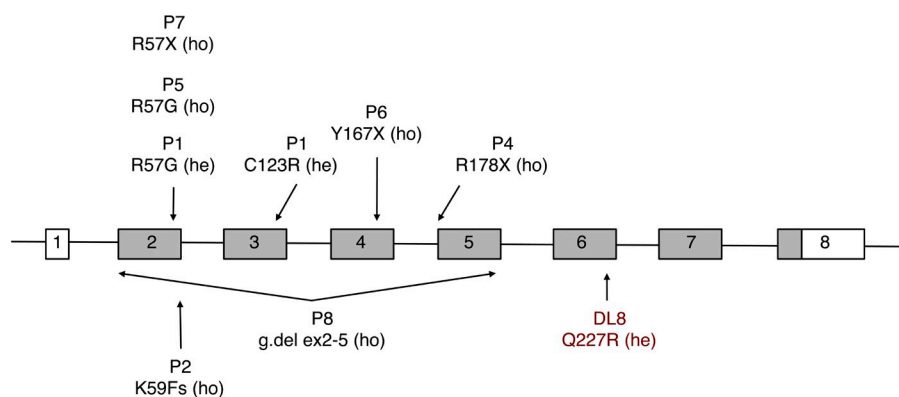 P7
R57X (ho)
P5
R57G (ho)
P1
R57G (he)
P1
C123R (he)
P6
Y167X (ho)
P4
R178X (ho)
1 2 3 4 5 6 7 8
P8
g.del ex2-5 (ho)
DL8
Q227R (he)
P2
K59Fs (ho)